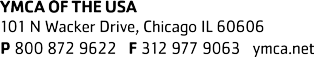 YMCA OF THE USA
101 N Wacker Drive, Chicago IL 60606
P 800 872 9622 F 312 977 9063 ymca.net